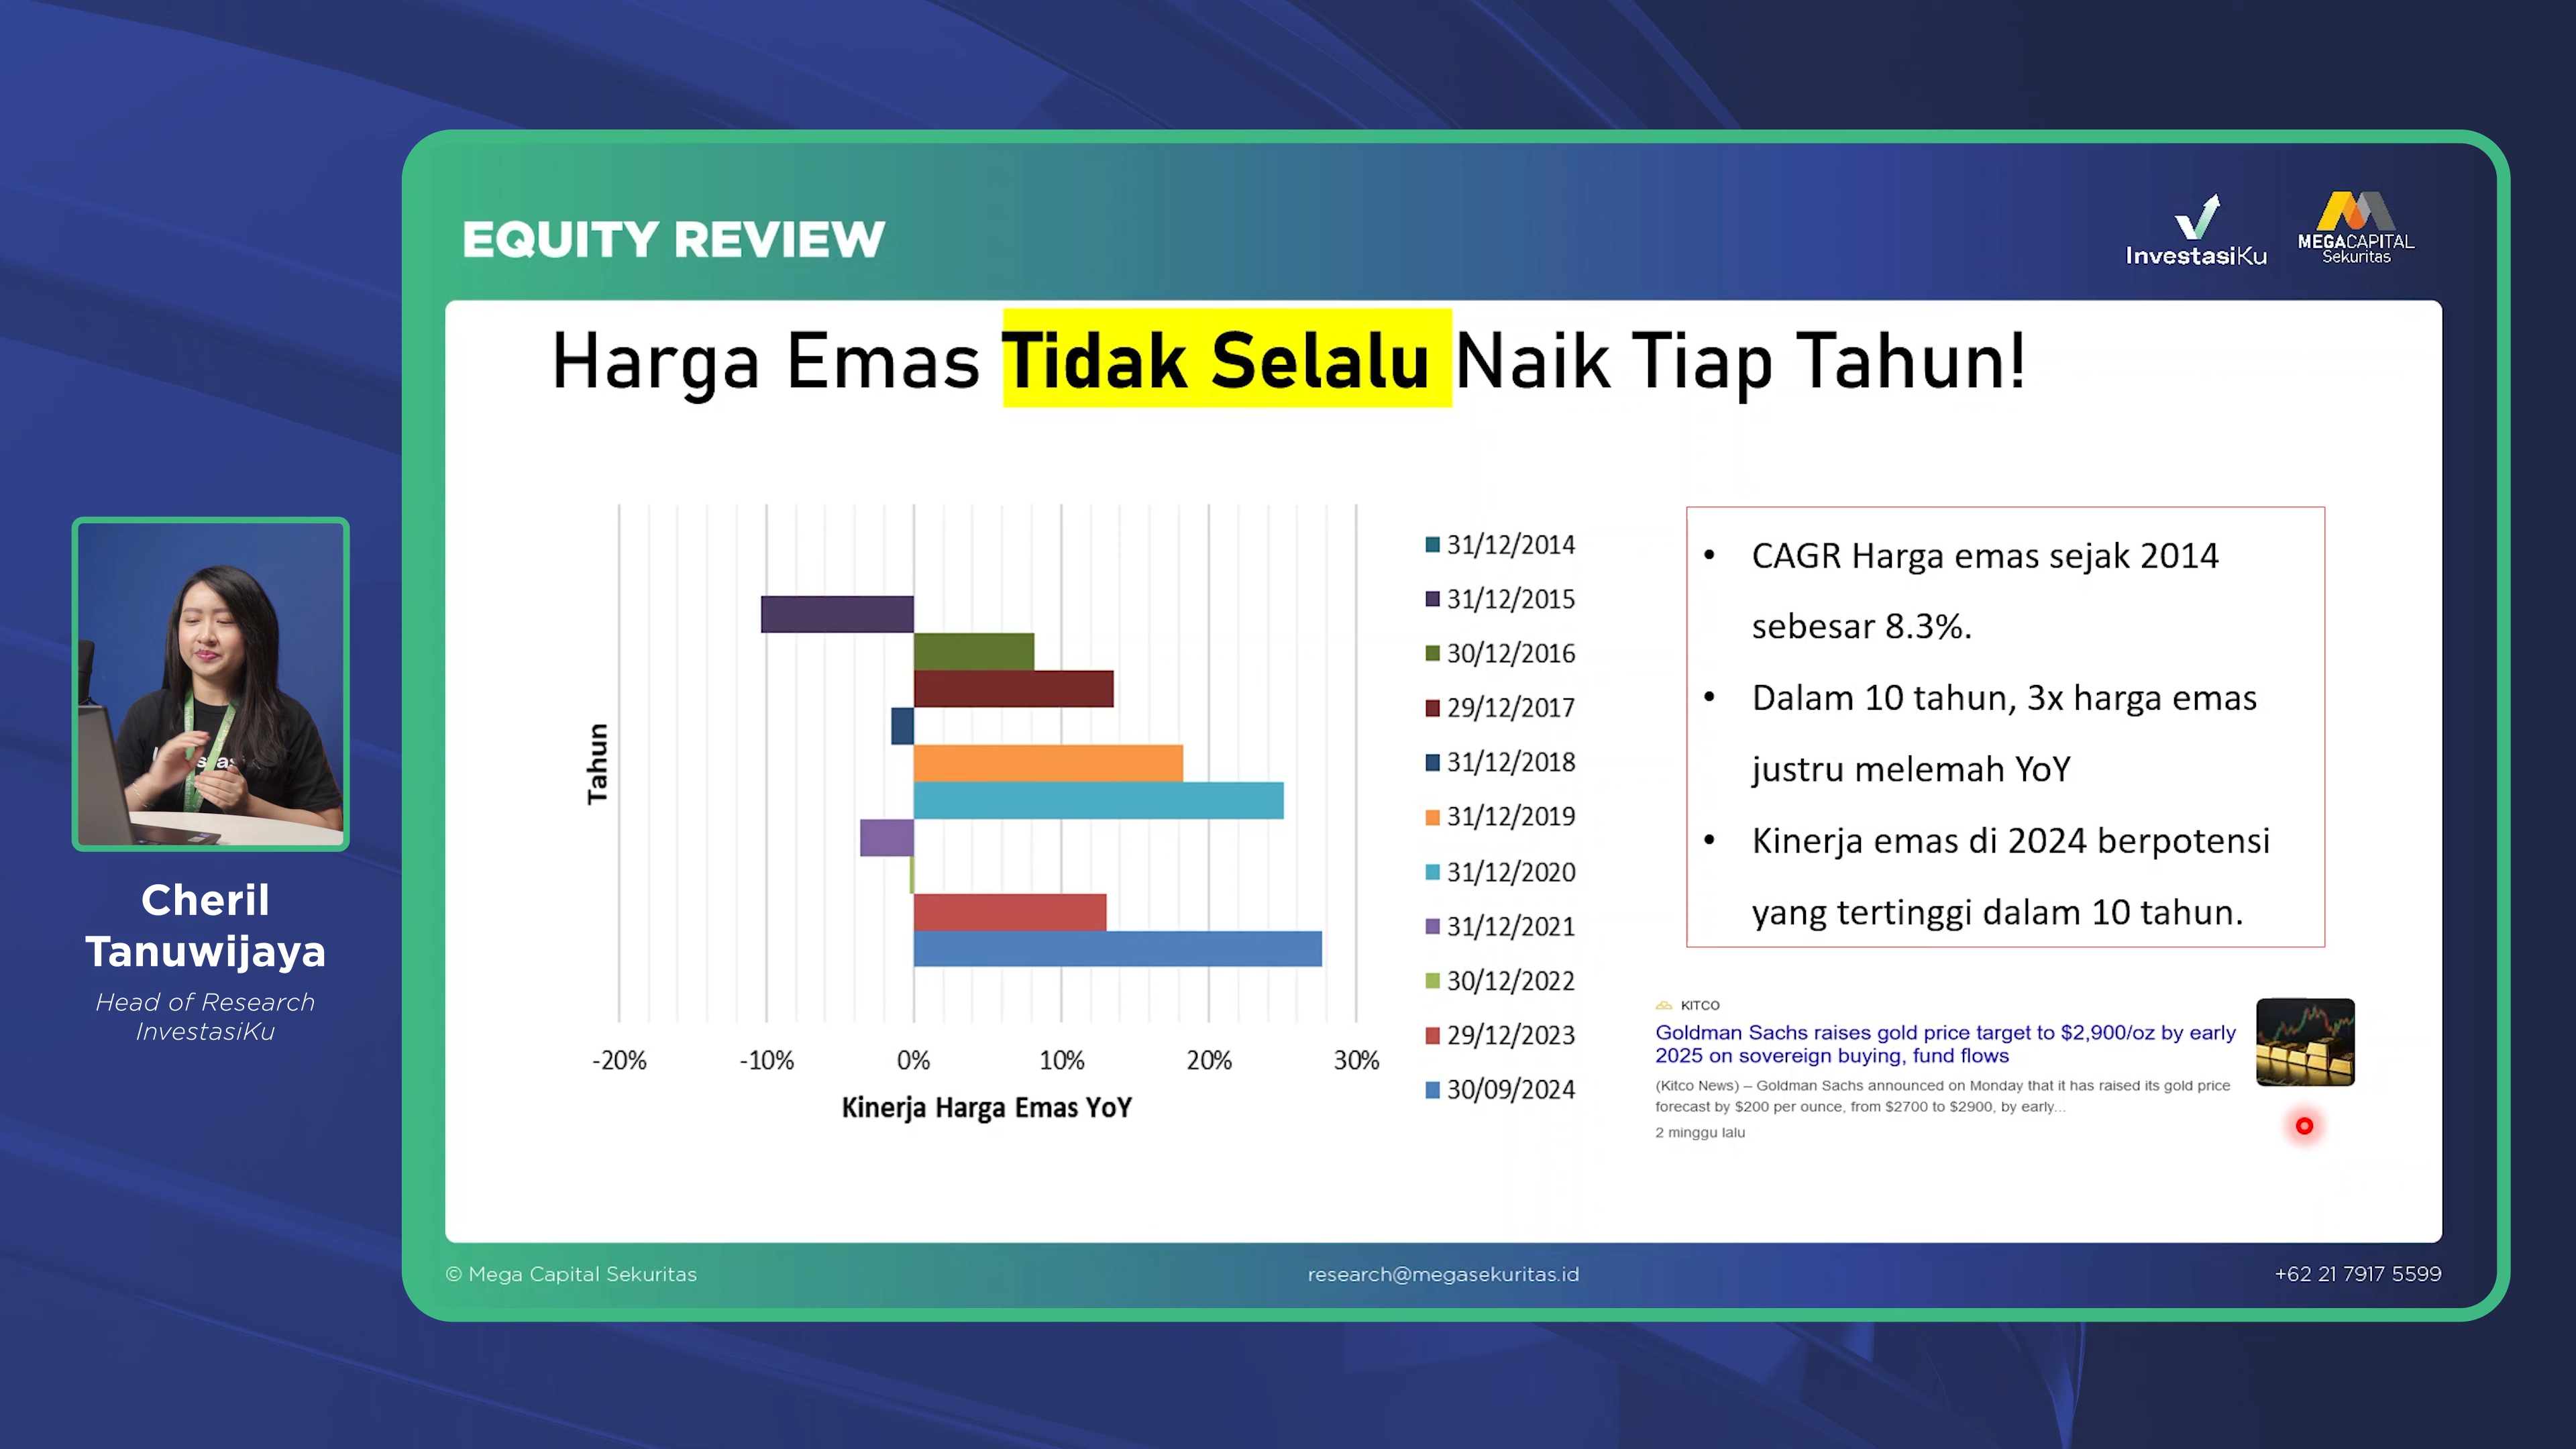 EQUITY REVIEW
InvestasiKu
MEGACAPITAL
Sekuritas
Harga Emas Tidak Selalu Naik Tiap Tahun!
Tahun
-20%
-10%
0%
10%
20%
30%
Kinerja Harga Emas YoY
31/12/2014
31/12/2015
30/12/2016
29/12/2017
31/12/2018
31/12/2019
31/12/2020
31/12/2021
30/12/2022
29/12/2023
30/09/2024
• CAGR Harga emas sejak 2014
sebesar 8.3%.
• Dalam 10 tahun, 3x harga emas
justru melemah YoY
• Kinerja emas di 2024 berpotensi
yang tertinggi dalam 10 tahun.
KITCO
Goldman Sachs raises gold price target to $2,900/oz by early
2025 on sovereign buying, fund flows
(Kitco News) – Goldman Sachs announced on Monday that it has raised its gold price
forecast by $200 per ounce, from $2700 to $2900, by early...
2 minggu lalu
Cheril
Tanuwijaya
Head of Research
InvestasiKu
© Mega Capital Sekuritas
research@megasekuritas.id
+62 21 7917 5599